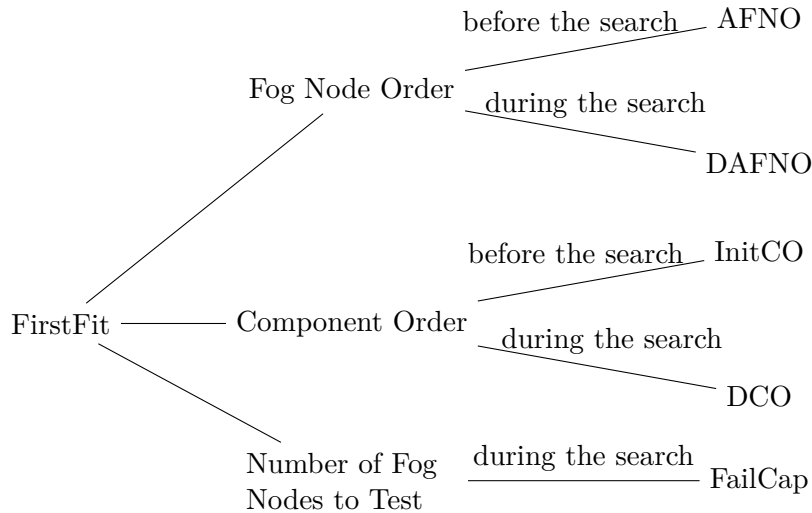 before the search
AFNO
Fog Node Order
during the search
DAFNO
before the search
InitCO
FirstFit
Component Order
during the search
DCO
Number of Fog
Nodes to Test
during the search
FailCap